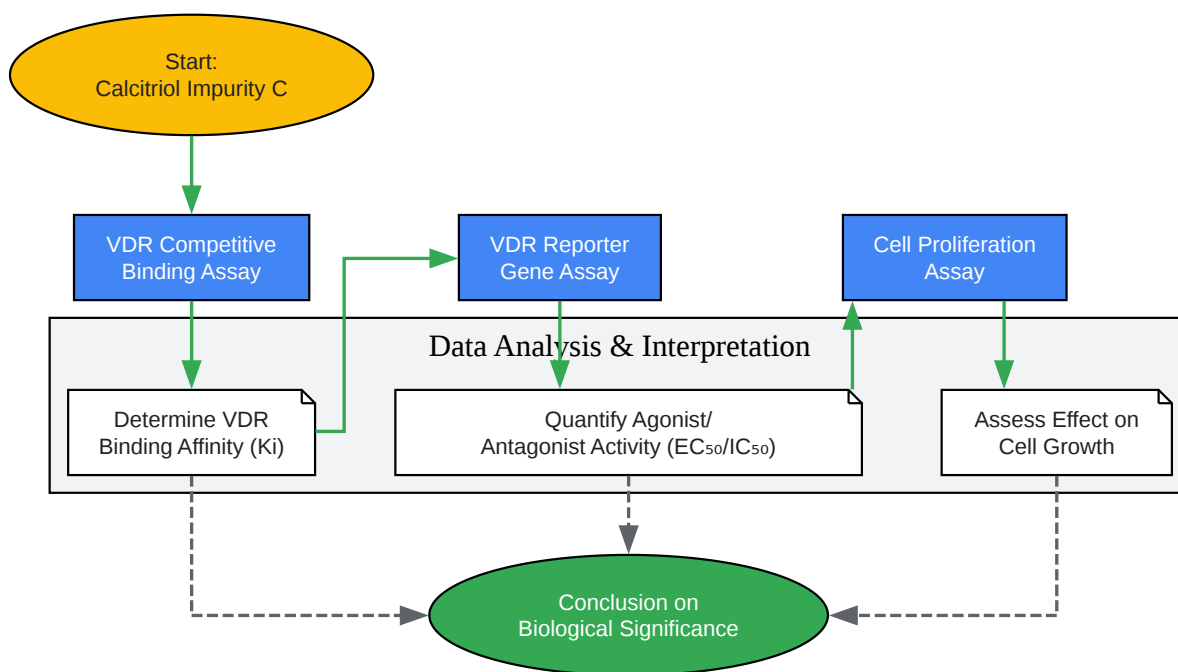 Start:
Calcitriol Impurity C
VDR Competitive
Binding Assay
VDR Reporter
Gene Assay
Cell Proliferation
Assay
Data Analysis & Interpretation
Determine VDR
Binding Affinity (Ki)
Quantify Agonist/
Antagonist Activity (EC₅₀/IC₅₀)
Assess Effect on
Cell Growth
Conclusion on
Biological Significance